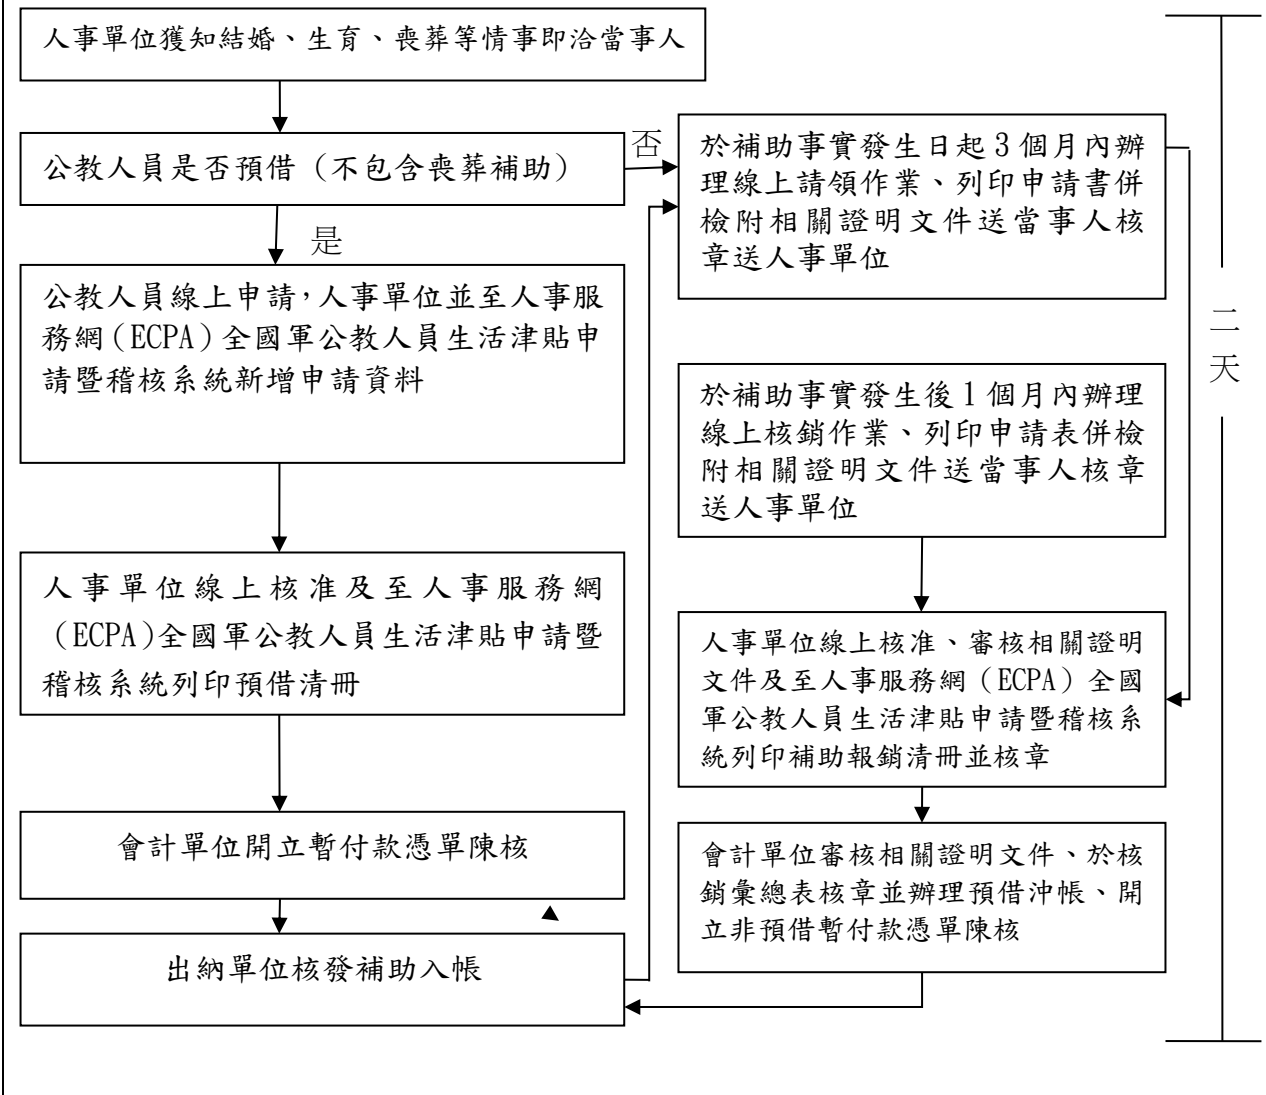 人事單位獲知結婚、生育、喪葬等情事即洽當事人
公教人員是否預借（不包含喪葬補助）
否
是
公教人員線上申請，人事單位並至人事服
務網（ECPA）全國軍公教人員生活津貼申
請暨稽核系統新增申請資料
人事單位線上核准及至人事服務網
（ECPA）全國軍公教人員生活津貼申請暨
稽核系統列印預借清冊
會計單位開立暫付款憑單陳核
出納單位核發補助入帳
於補助事實發生日起 3 個月內辦
理線上請領作業、列印申請書併
檢附相關證明文件送當事人核
章送人事單位
於補助事實發生後 1 個月內辦理
線上核銷作業、列印申請表併檢
附相關證明文件送當事人核章
送人事單位
人事單位線上核准、審核相關證明
文件及至人事服務網（ECPA）全國
軍公教人員生活津貼申請暨稽核系
統列印補助報銷清冊並核章
會計單位審核相關證明文件、於核
銷彙總表核章並辦理預借沖帳、開
立非預借暫付款憑單陳核
二
天